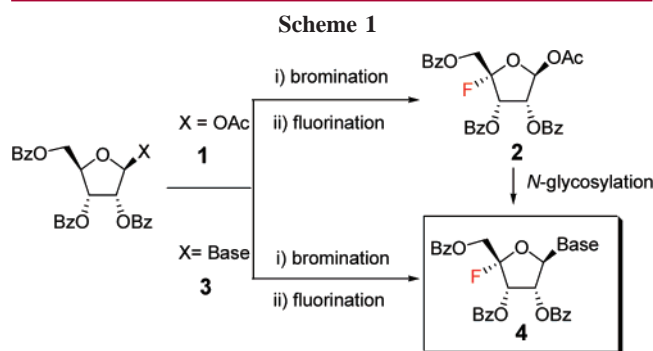 Scheme 1
BzO
O
OAc
F
BzO
OBz
2
i) bromination
ii) fluorination
X = OAc
1
BzO
O
X
BzO
OBz
N-glycosylation
X= Base
3
i) bromination
ii) fluorination
BzO
O
Base
F
BzO
OBz
4